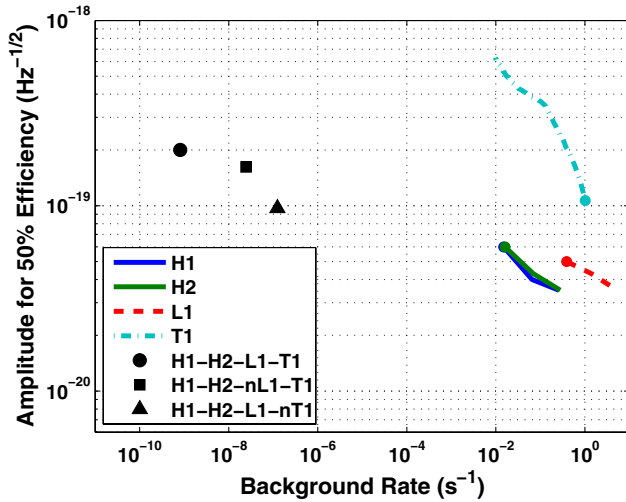 10⁻¹⁸
10⁻¹⁹
10⁻²⁰
Amplitude for 50% Efficiency (Hz⁻¹/²)
H1
H2
L1
T1
H1−H2−L1−T1
H1−H2−nL1−T1
H1−H2−L1−nT1
10⁻¹⁰ 10⁻⁸ 10⁻⁶ 10⁻⁴ 10⁻² 10⁰
Background Rate (s⁻¹)